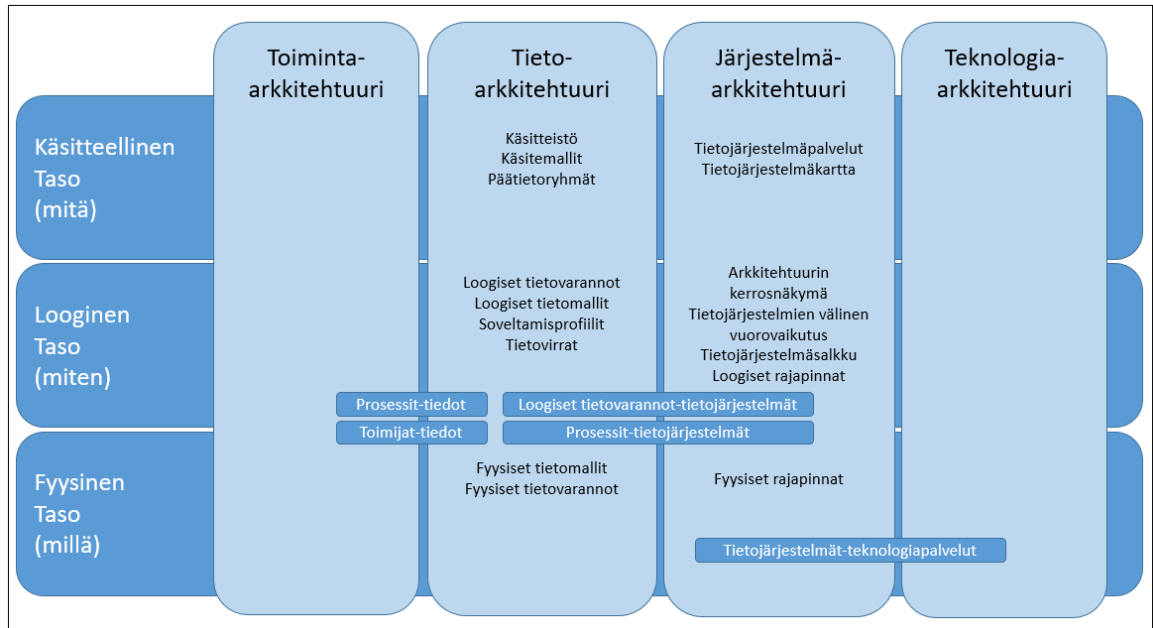 Toiminta-
arkkitehtuuri
Tieto-
arkkitehtuuri
Järjestelmä-
arkkitehtuuri
Teknologia-
arkkitehtuuri
Käsitteellinen
Taso
(mitä)
Käsitteistö
Käsitemallit
Päätietoryhmät
Tietojärjestelmäpalvelut
Tietojärjestelmäkartta
Looginen
Taso
(miten)
Loogiset tietovarannot
Loogiset tietomallit
Soveltamisprofiilit
Tietovirrat
Arkkitehtuurin
kerrosnäkymä
Tietojärjestelmien välinen
vuorovaikutus
Tietojärjestelmäsalkku
Loogiset rajapinnat
Prosessit-tiedot
Loogiset tietovarannot-tietojärjestelmät
Toimijat-tiedot
Prosessit-tietojärjestelmät
Fyysinen
Taso
(millä)
Fyysiset tietomallit
Fyysiset tietovarannot
Fyysiset rajapinnat
Tietojärjestelmät-teknologiapalvelut